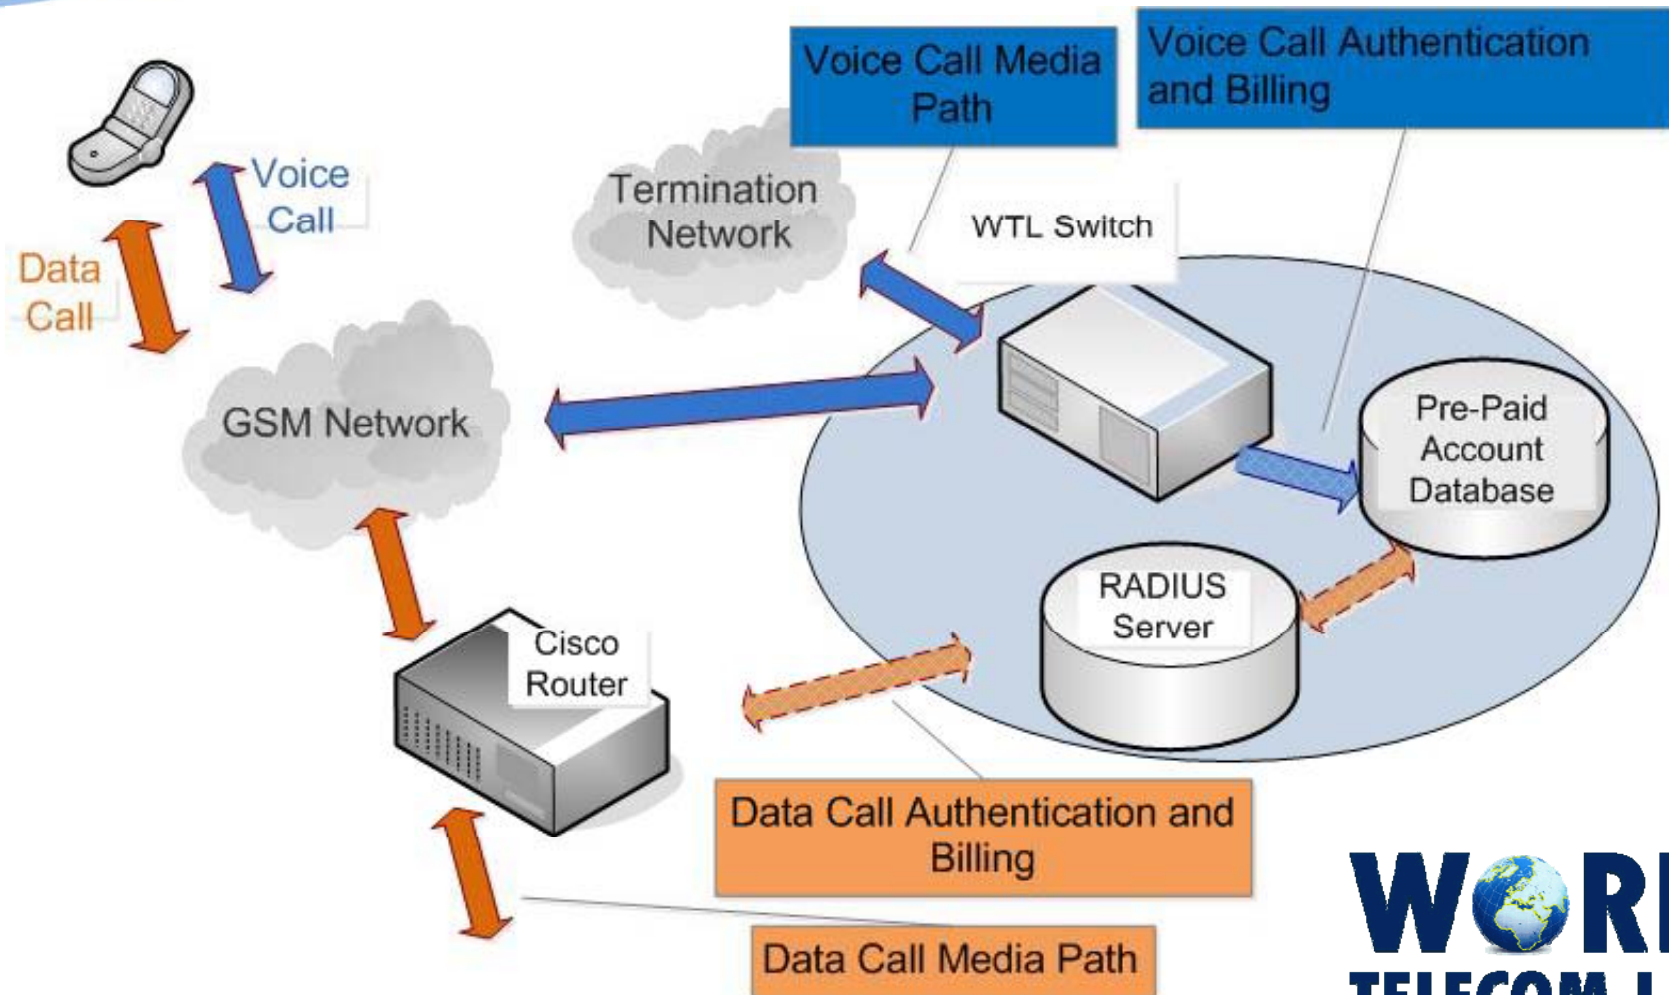 Voice Call Media
Path
Voice Call Authentication
and Billing
Voice
Call
Data
Call
Termination
Network
WTL Switch
GSM Network
Pre-Paid
Account
Database
RADIUS
Server
Cisco
Router
Data Call Authentication and
Billing
Data Call Media Path